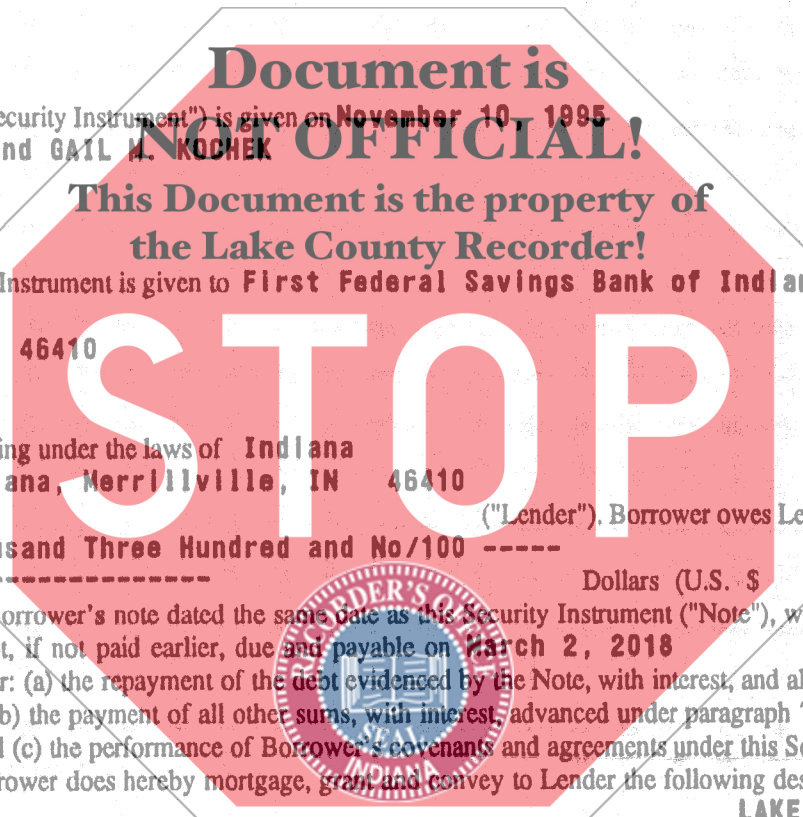 Document is
ecurity Instrument") is given on November 10, 1995
NOT OFFICIAL!
nd GAIL M. KOCHEK
This Document is the property of
the Lake County Recorder!
Instrument is given to First Federal Savings Bank of India
46410
STOP
ing under the laws of Indiana
ana, Merrillville, IN 46410
("Lender"). Borrower owes Le
usand Three Hundred and No/100 -----
---------------
Dollars (U.S. $
orrower's note dated the same date as this Security Instrument ("Note"), w
t, if not paid earlier, due and payable on March 2, 2018
r: (a) the repayment of the debt evidenced by the Note, with interest, and al
b) the payment of all other sums, with interest, advanced under paragraph 7
l (c) the performance of Borrower's covenants and agreements under this Se
rower does hereby mortgage, grant and convey to Lender the following des
LAKE
RECORDER'S OFFICE
SEAL
INDIANA